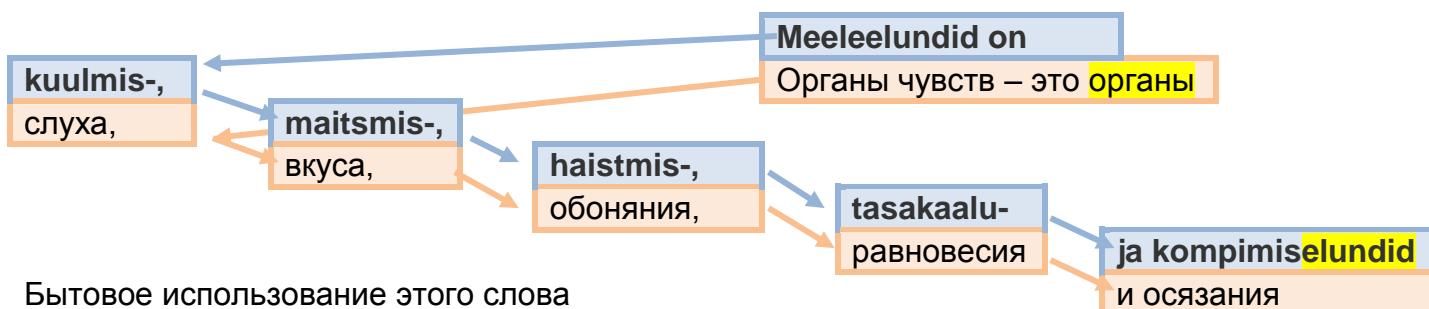 Meeleelundid on
Органы чувств – это органы
kuulmis-,
слуха,
maitsmis-,
вкуса,
haistmis-,
обоняния,
tasakaalu-
равновесия
ja kompimiselundid
и осязания
Бытовое использование этого слова